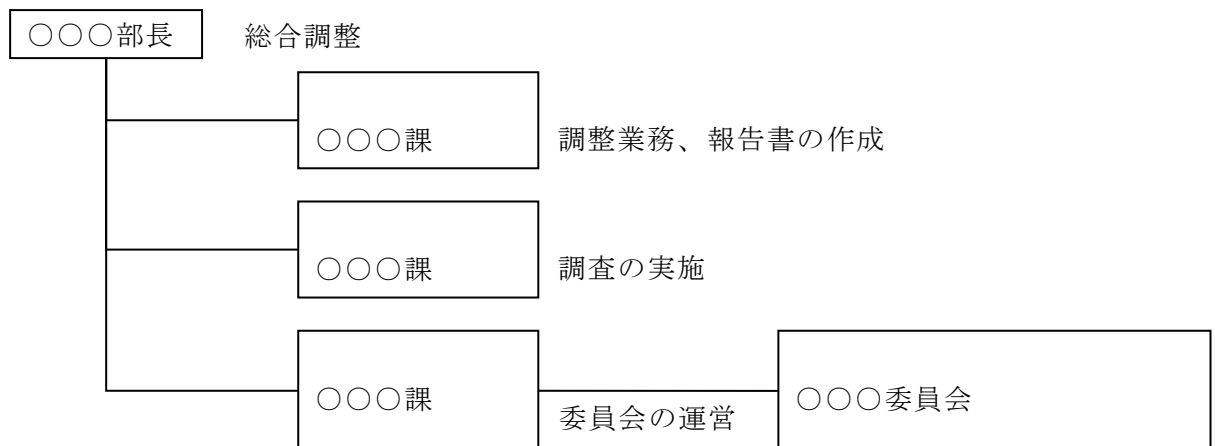 ○○○部長 総合調整
○○○課 調整業務、報告書の作成
○○○課 調査の実施
○○○課 委員会の運営 ○○○委員会